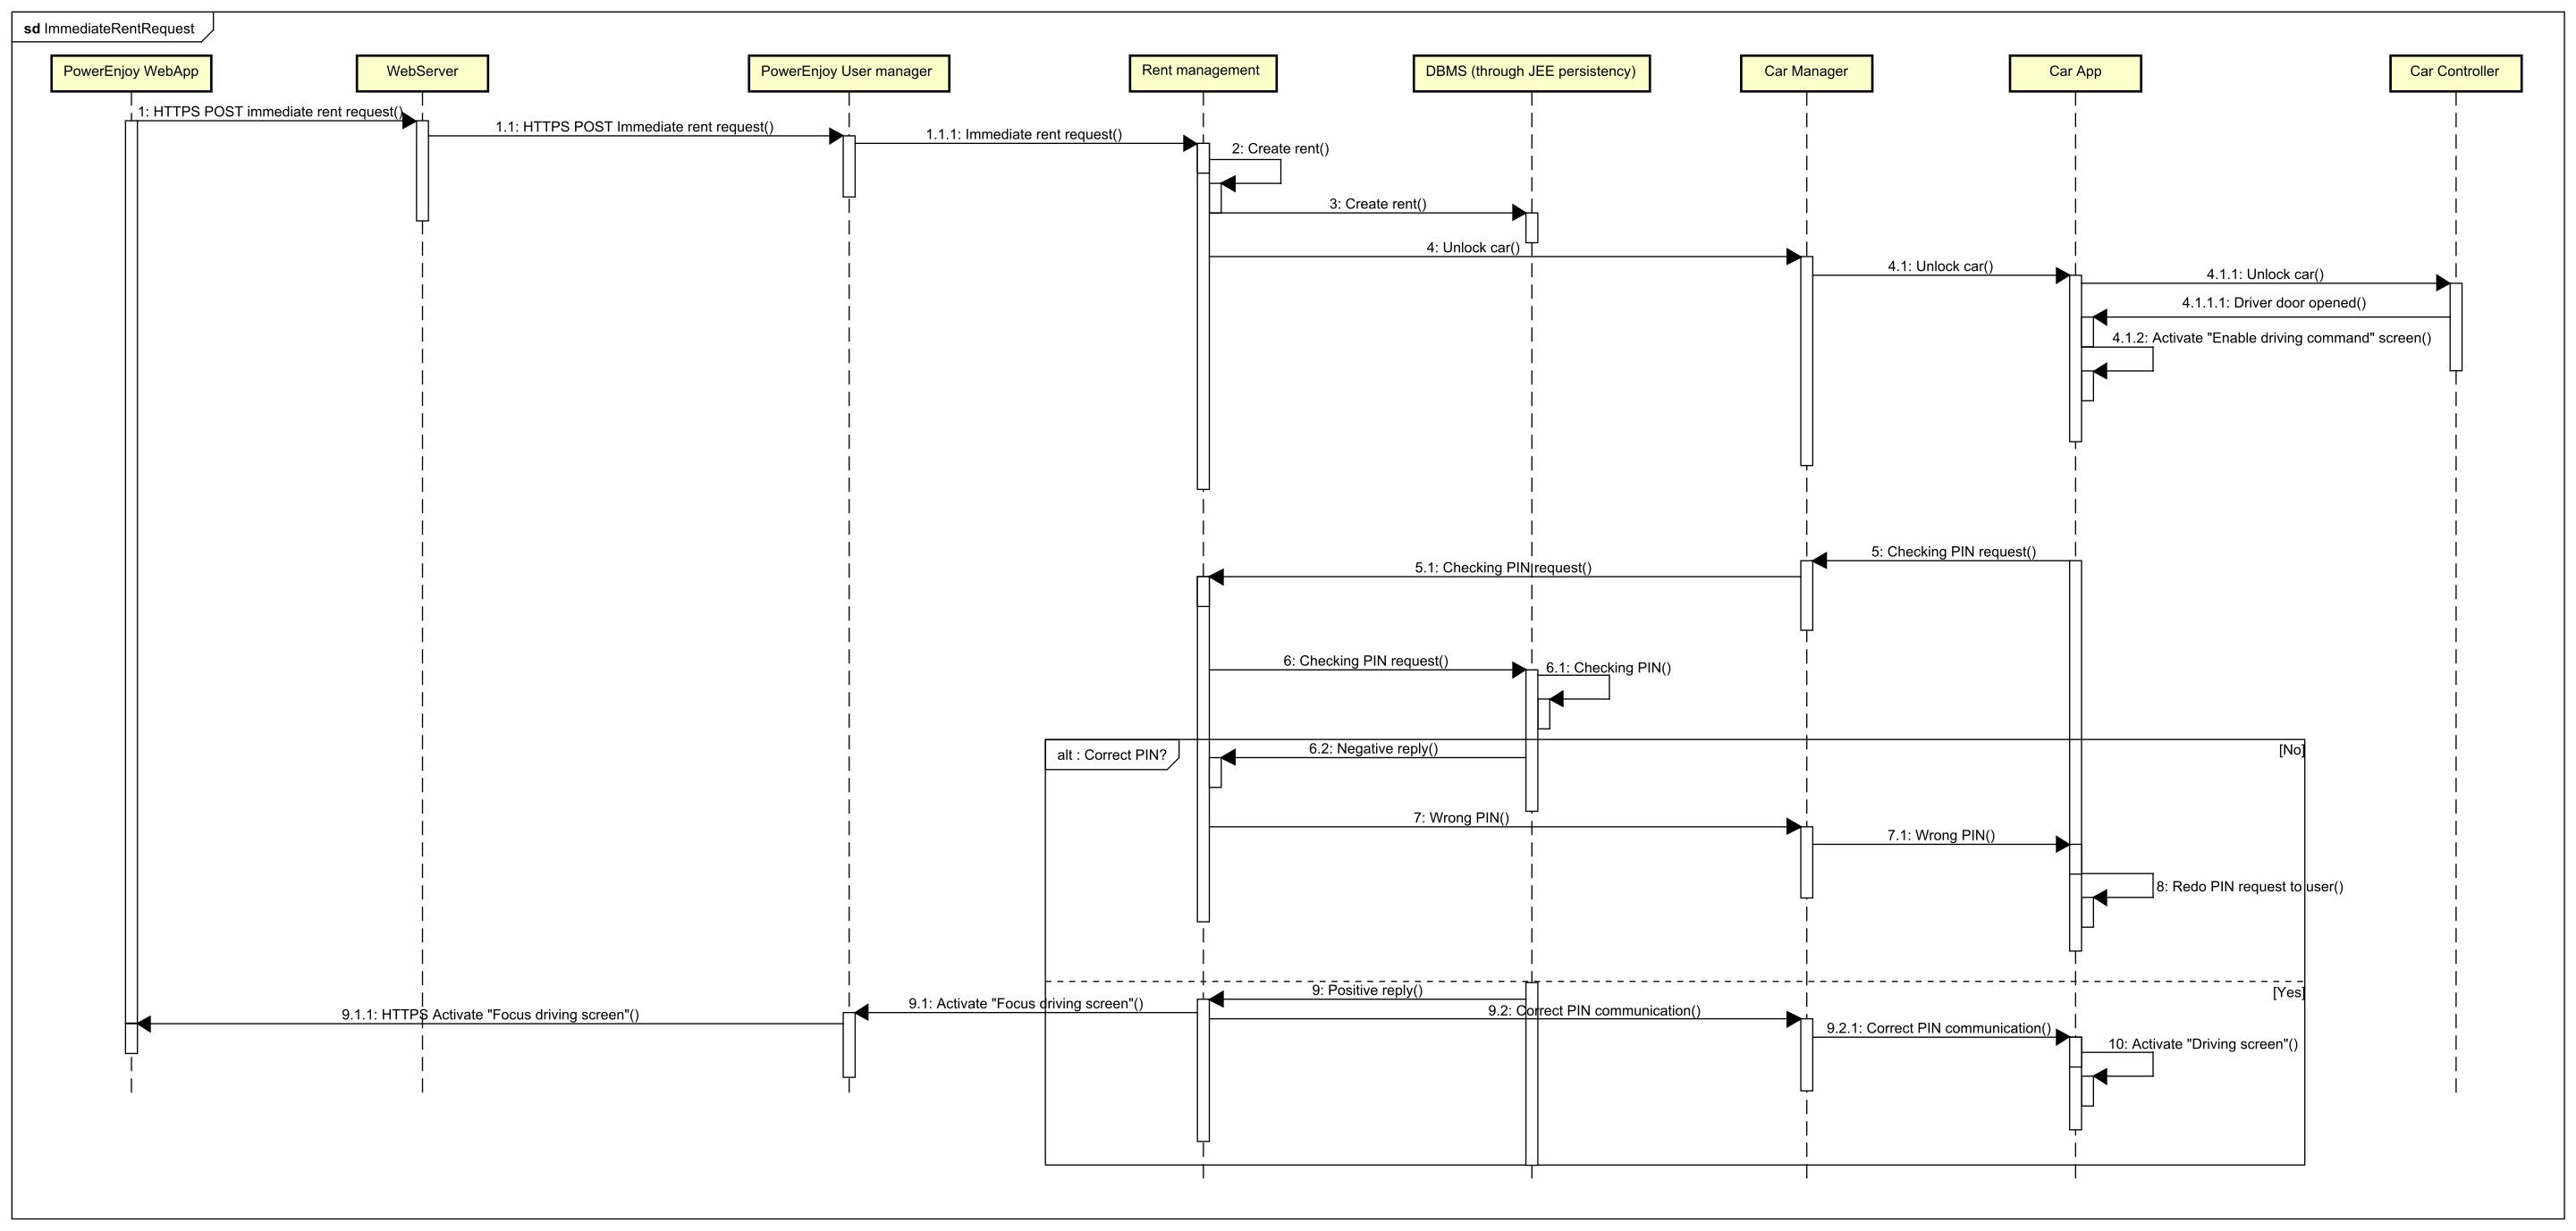 sd ImmediateRentRequest
PowerEnjoy WebApp
WebServer
PowerEnjoy User manager
Rent management
DBMS (through JEE persistency)
Car Manager
Car App
Car Controller
1: HTTPS POST immediate rent request()
1.1: HTTPS POST Immediate rent request()
1.1.1: Immediate rent request()
2: Create rent()
3: Create rent()
4: Unlock car()
4.1: Unlock car()
4.1.1: Unlock car()
4.1.1.1: Driver door opened()
4.1.2: Activate "Enable driving command" screen()
5: Checking PIN request()
5.1: Checking PIN request()
6: Checking PIN request()
6.1: Checking PIN()
alt : Correct PIN?
6.2: Negative reply()
[No]
7: Wrong PIN()
7.1: Wrong PIN()
8: Redo PIN request to user()
9: Positive reply()
[Yes]
9.1: Activate "Focus driving screen"()
9.1.1: HTTPS Activate "Focus driving screen"()
9.2: Correct PIN communication()
9.2.1: Correct PIN communication()
10: Activate "Driving screen"()